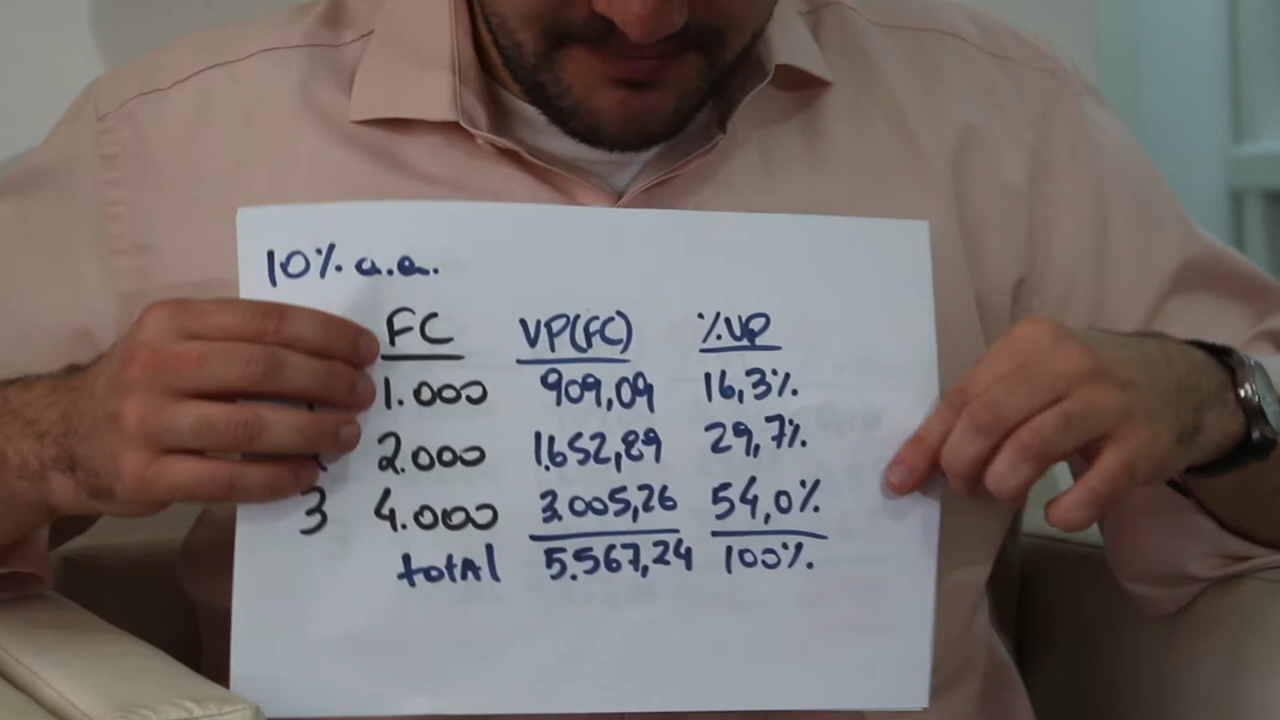 10% a.a.
FC VP(FC) %VP
1.000 909,09 16,3%
2.000 1.652,89 29,7%
3 4.000 3.005,26 54,0%
total 5.567,24 100%